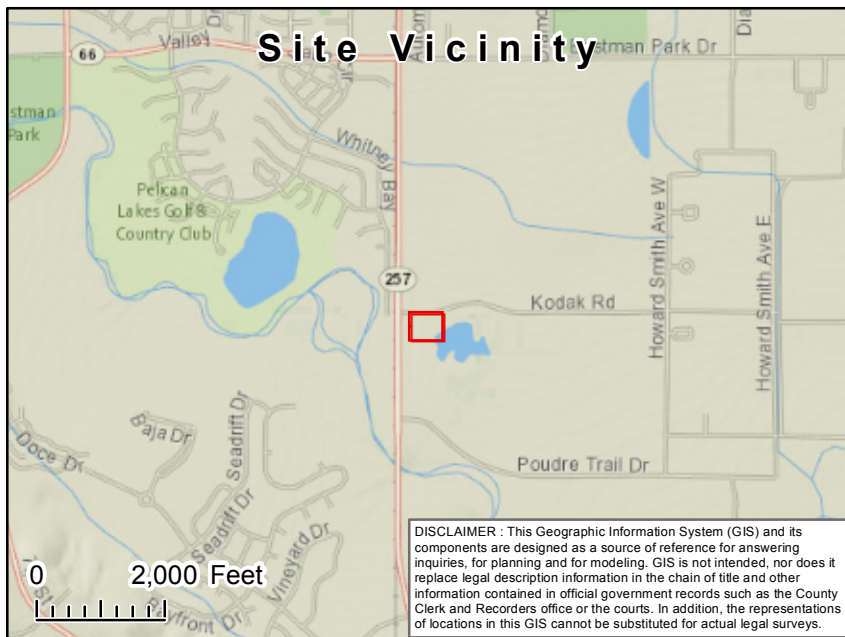 Site Vicinity
Valley Dr
66
Eastman Park Dr
stman
Park
Whitney Bay
Pelican
Lakes Golf &
Country Club
257
Kodak Rd
Howard Smith Ave W
Howard Smith Ave E
Baja Dr
Doce Dr
Seadrift Dr
Seadrift Dr
Vineyard Dr
Bayfront Dr
Poudre Trail Dr
0 2,000 Feet
DISCLAIMER : This Geographic Information System (GIS) and its
components are designed as a source of reference for answering
inquiries, for planning and for modeling. GIS is not intended, nor does it
replace legal description information in the chain of title and other
information contained in official government records such as the County
Clerk and Recorders office or the courts. In addition, the representations
of locations in this GIS cannot be substituted for actual legal surveys.